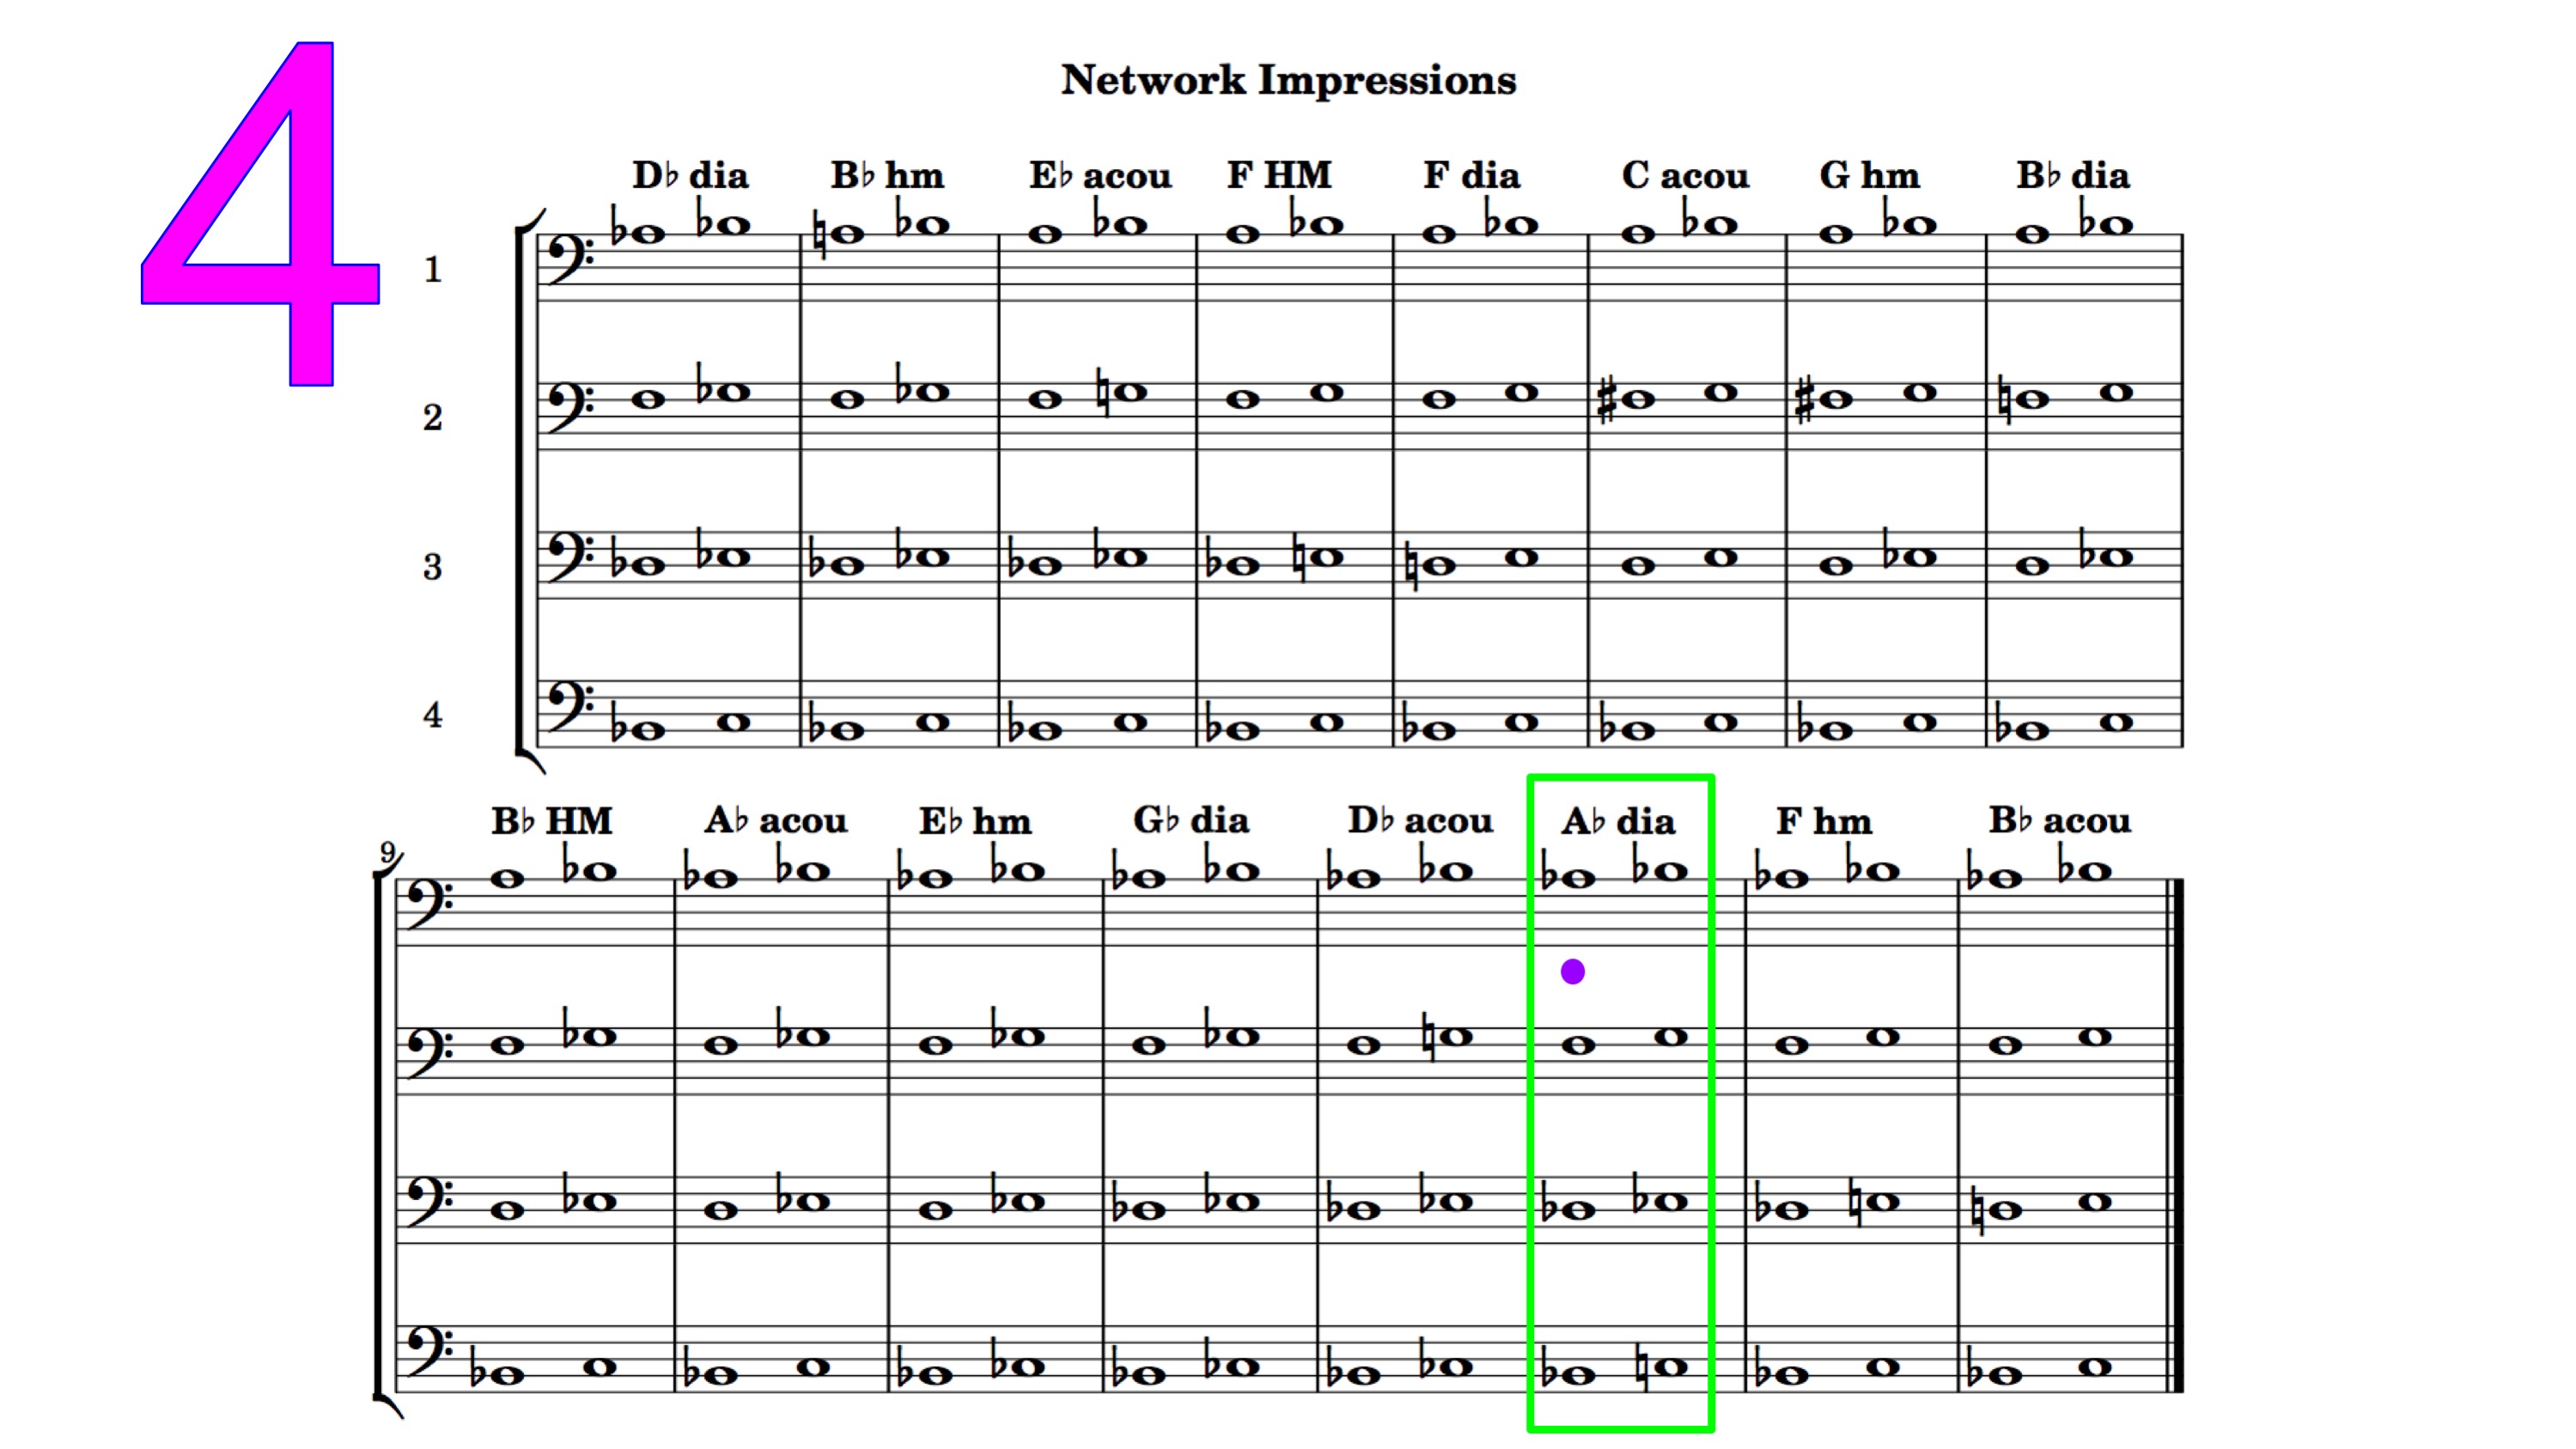 4
Network Impressions
D♭ dia B♭ hm E♭ acou F HM F dia C acou G hm B♭ dia
1
2
3
4
B♭ HM A♭ acou E♭ hm G♭ dia D♭ acou A♭ dia F hm B♭ acou
9